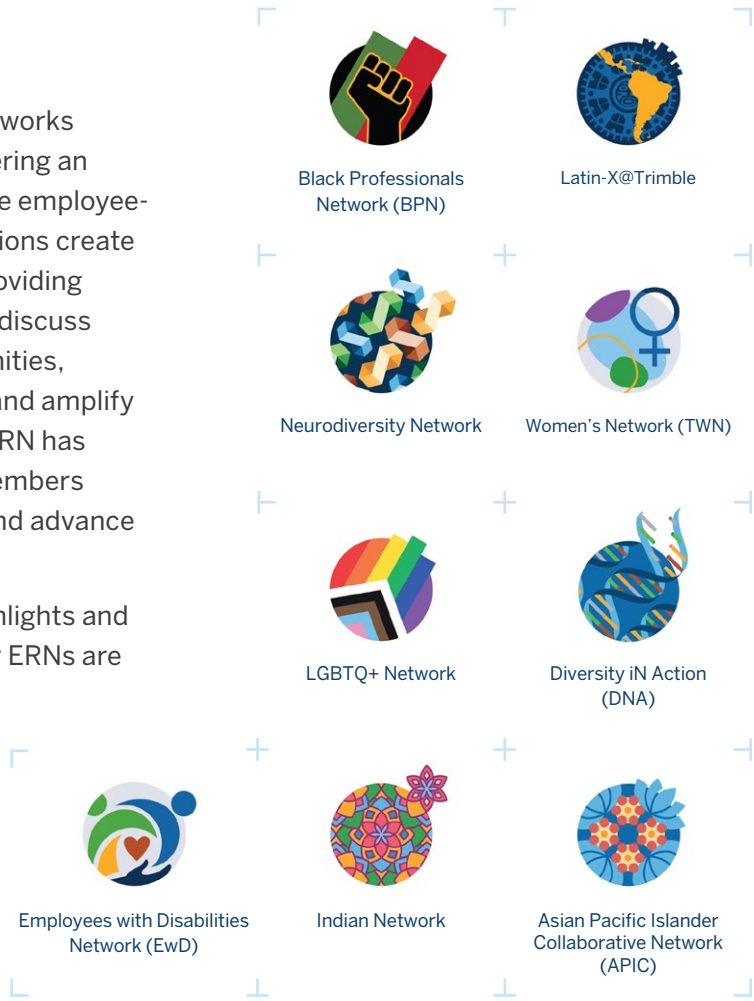 works
ering an
e employee-
ions create
oviding
discuss
nities,
and amplify
RN has
embers
nd advance
hlights and
ERNs are
Black Professionals
Network (BPN)
Latin-X@Trimble
Neurodiversity Network
Women's Network (TWN)
LGBTQ+ Network
Diversity iN Action
(DNA)
Employees with Disabilities
Network (EwD)
Indian Network
Asian Pacific Islander
Collaborative Network
(APIC)